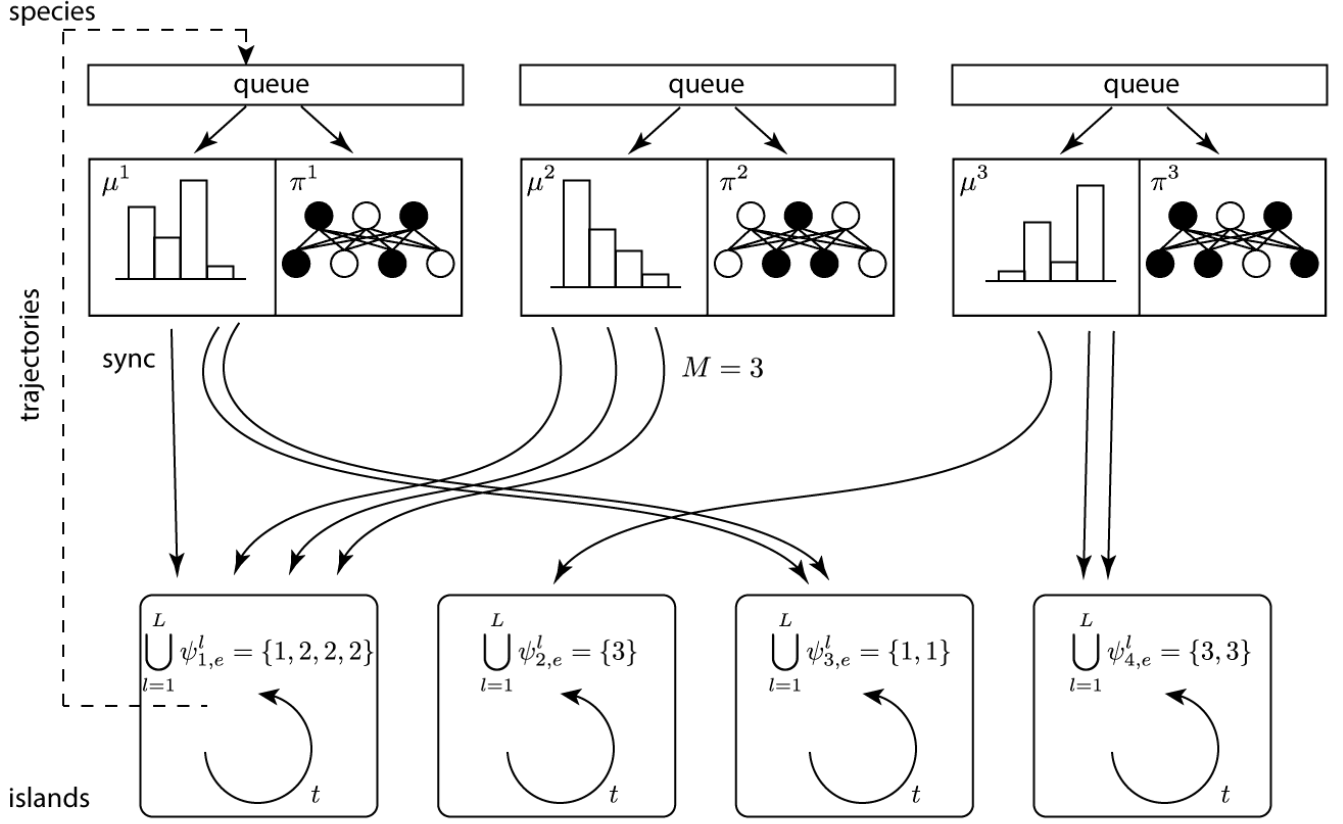 species
queue queue queue
μ¹ π¹ μ² π² μ³ π³
trajectories
sync
M = 3
⋃_{l=1}^{L} ψ^l_{1,e} = {1, 2, 2, 2}
⋃_{l=1}^{L} ψ^l_{2,e} = {3}
⋃_{l=1}^{L} ψ^l_{3,e} = {1, 1}
⋃_{l=1}^{L} ψ^l_{4,e} = {3, 3}
t t t t
islands